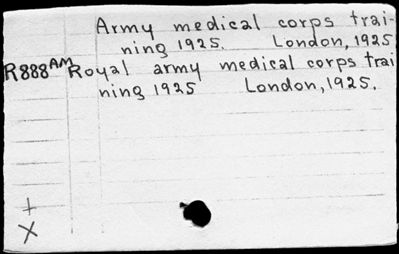 Army medical corps trai-
ning 1925. London, 1925
R888AM Royal army medical corps trai
ning 1925 London, 1925.
+
X